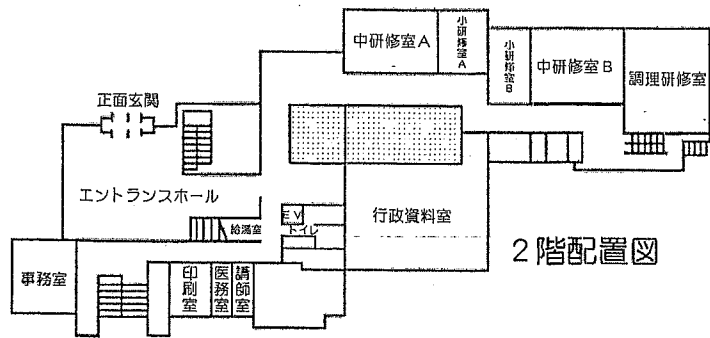 中研修室A
小研修室A
小研修室B
中研修室B
調理研修室
正面玄関
エントランスホール
給湯室
EV
トイレ
行政資料室
2階配置図
事務室
印刷室
医務室
講師室